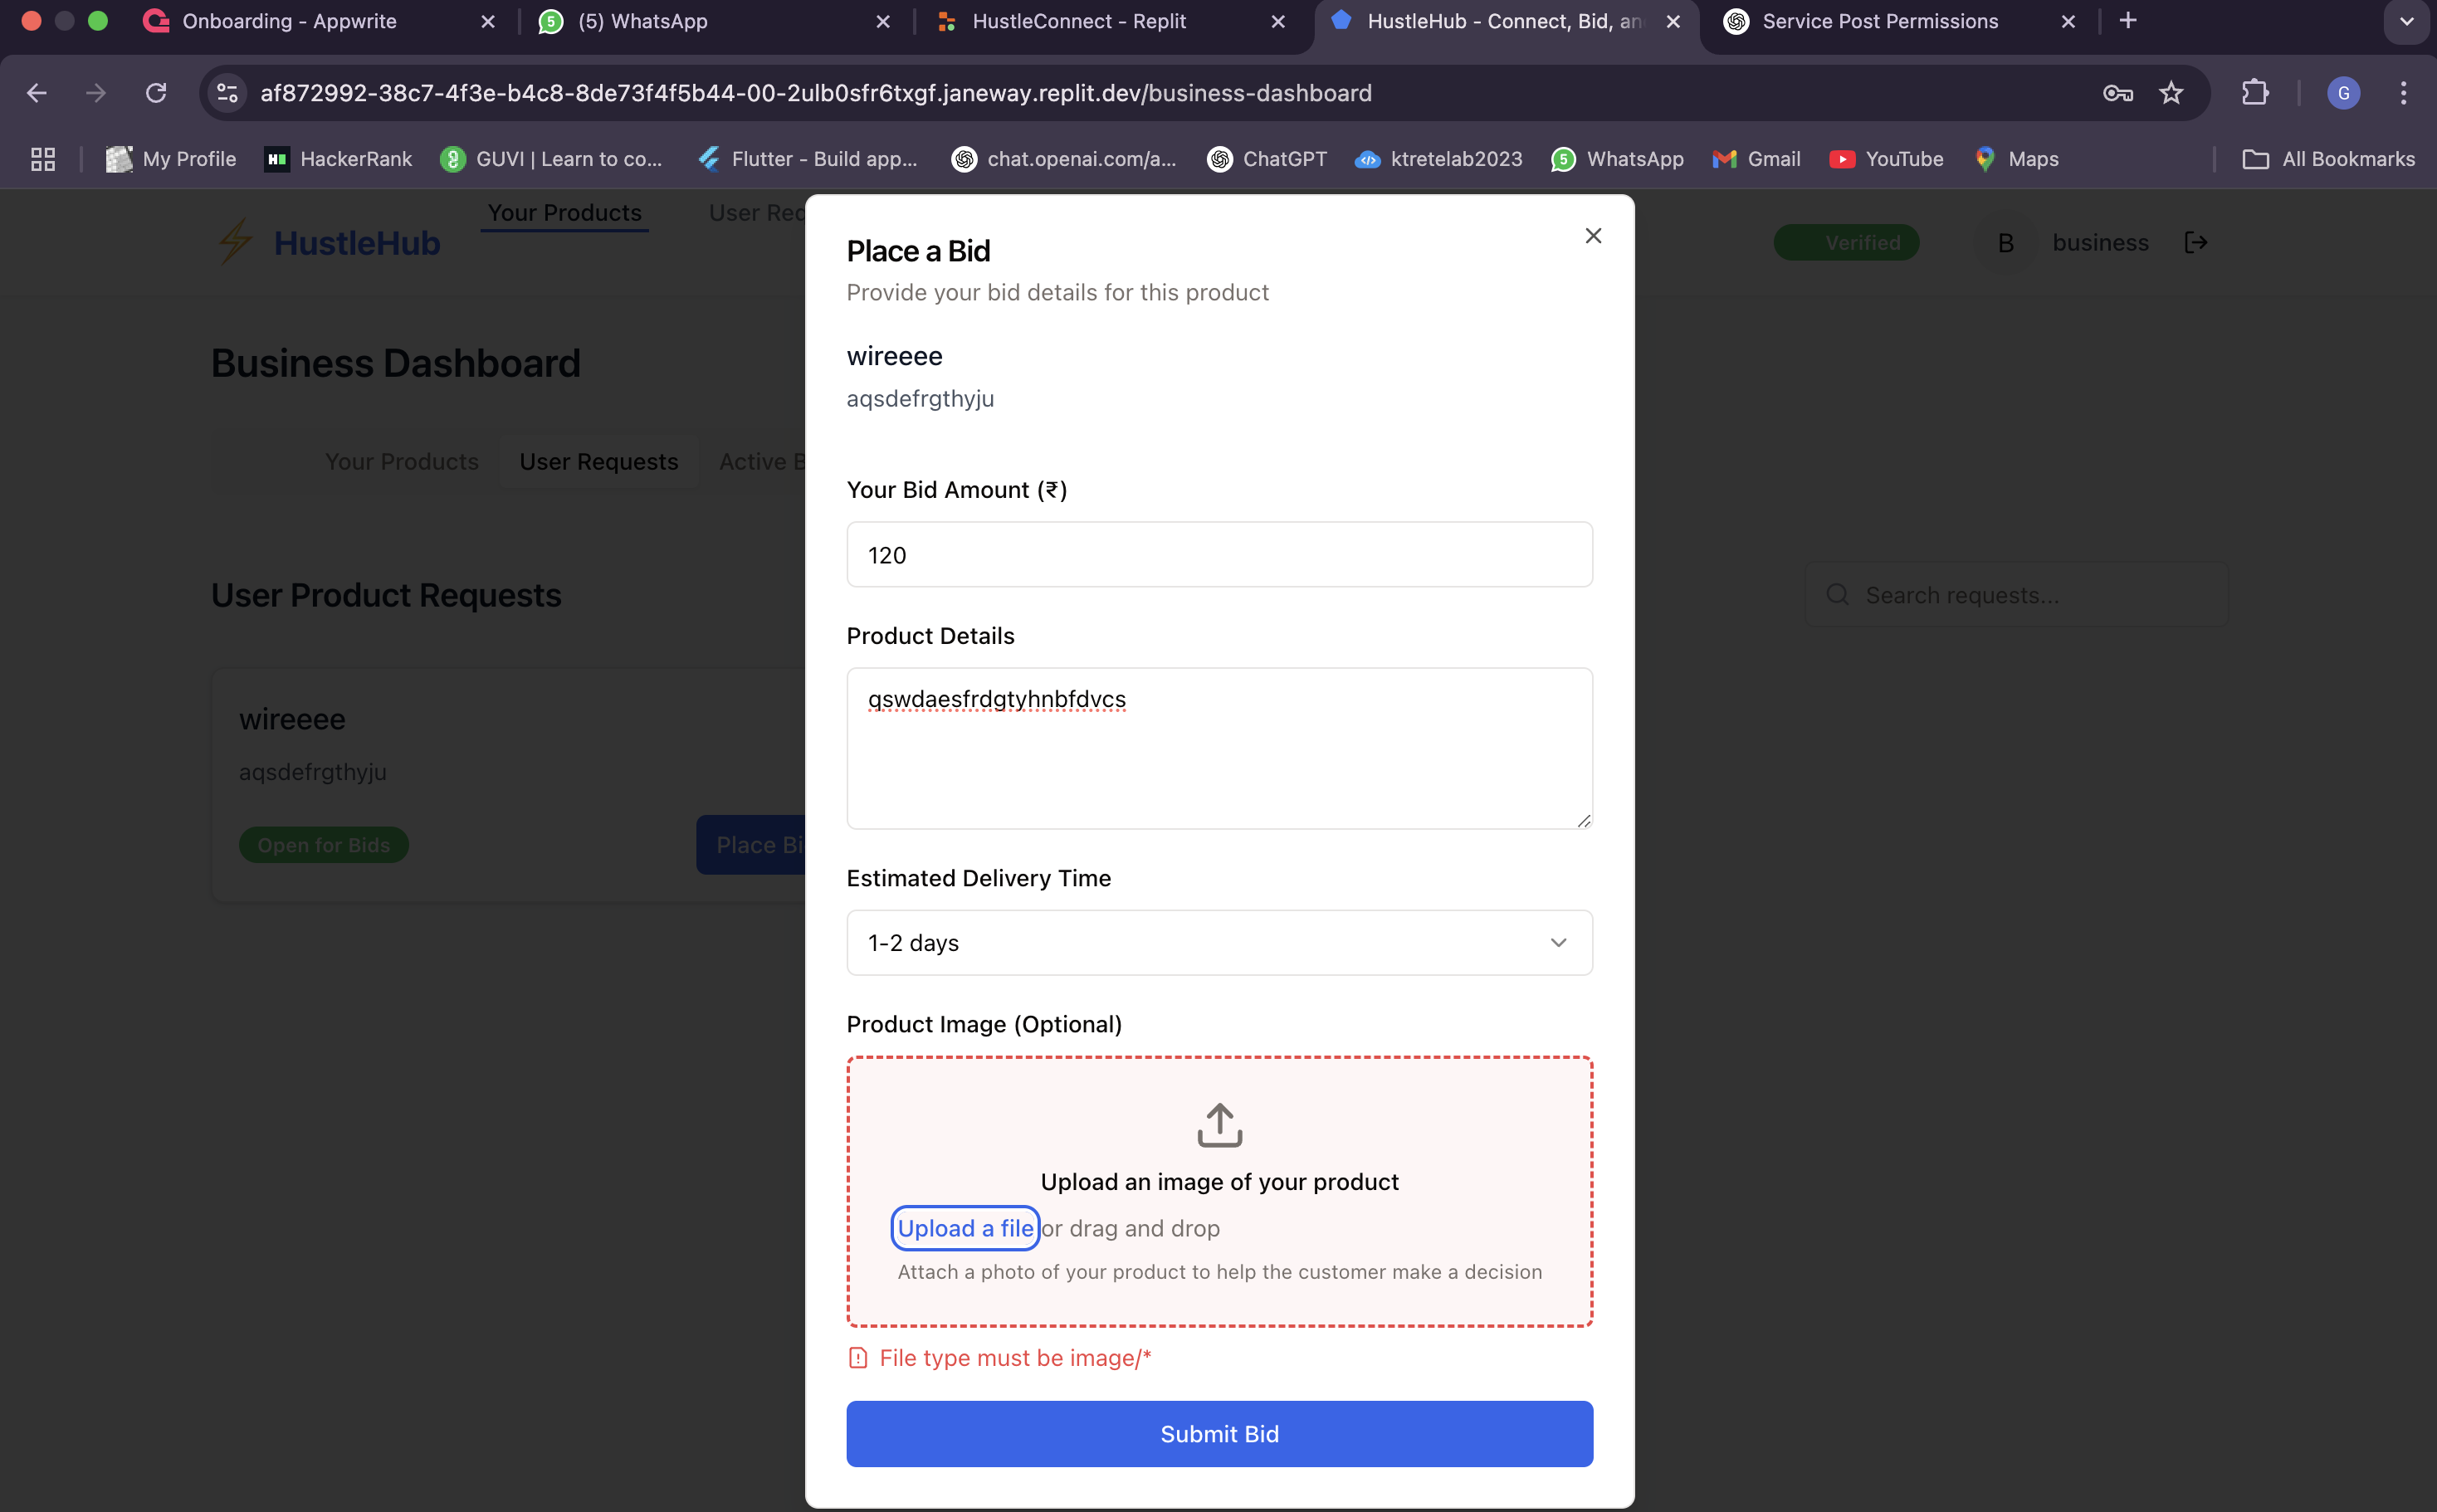 Onboarding - Appwrite
5 (5) WhatsApp
HustleConnect - Replit
HustleHub - Connect, Bid, an
Service Post Permissions
af872992-38c7-4f3e-b4c8-8de73f4f5b44-00-2ulb0sfr6txgf.janeway.replit.dev/business-dashboard
G
My Profile
HackerRank
GUVI | Learn to co...
Flutter - Build app...
chat.openai.com/a...
ChatGPT
ktretelab2023
5 WhatsApp
Gmail
YouTube
Maps
All Bookmarks
HustleHub
Your Products
User Req
Verified
B business
Business Dashboard
Your Products
User Requests
Active B
User Product Requests
Search requests...
wireeee
aqsdefrgthyju
Open for Bids
Place Bi
Place a Bid
Provide your bid details for this product
wireeee
aqsdefrgthyju
Your Bid Amount (₹)
120
Product Details
qswdaesfrdgtyhnbfdvcs
Estimated Delivery Time
1-2 days
Product Image (Optional)
Upload an image of your product
Upload a file or drag and drop
Attach a photo of your product to help the customer make a decision
File type must be image/*
Submit Bid